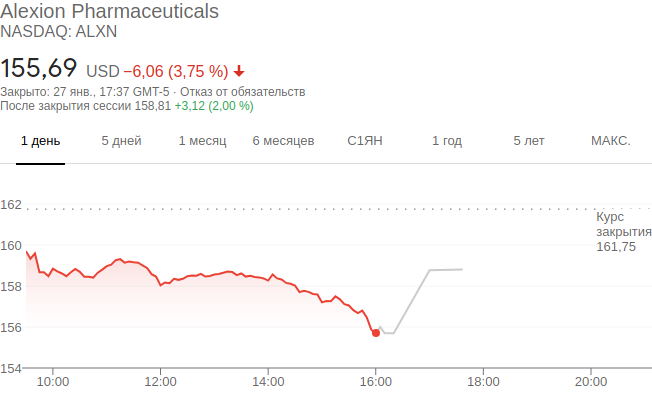 Alexion Pharmaceuticals
NASDAQ: ALXN
155,69 USD −6,06 (3,75 %)
Закрыто: 27 янв., 17:37 GMT-5 · Отказ от обязательств
После закрытия сессии 158,81 +3,12 (2,00 %)
1 день 5 дней 1 месяц 6 месяцев С1ЯН 1 год 5 лет МАКС.
162
Курс
закрытия
161,75
160
158
156
154
10:00 12:00 14:00 16:00 18:00 20:00